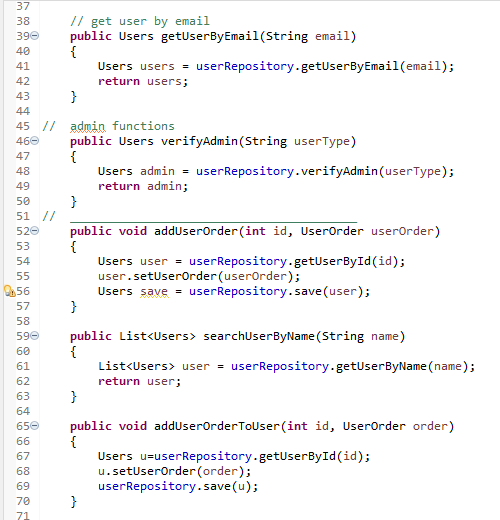 37
38 // get user by email
39 public Users getUserByEmail(String email)
40 {
41 Users users = userRepository.getUserByEmail(email);
42 return users;
43 }
44
45 // admin functions
46 public Users verifyAdmin(String userType)
47 {
48 Users admin = userRepository.verifyAdmin(userType);
49 return admin;
50 }
51 // _____________________________________
52 public void addUserOrder(int id, UserOrder userOrder)
53 {
54 Users user = userRepository.getUserById(id);
55 user.setUserOrder(userOrder);
56 Users save = userRepository.save(user);
57 }
58
59 public List<Users> searchUserByName(String name)
60 {
61 List<Users> user = userRepository.getUserByName(name);
62 return user;
63 }
64
65 public void addUserOrderToUser(int id, UserOrder order)
66 {
67 Users u=userRepository.getUserById(id);
68 u.setUserOrder(order);
69 userRepository.save(u);
70 }
71